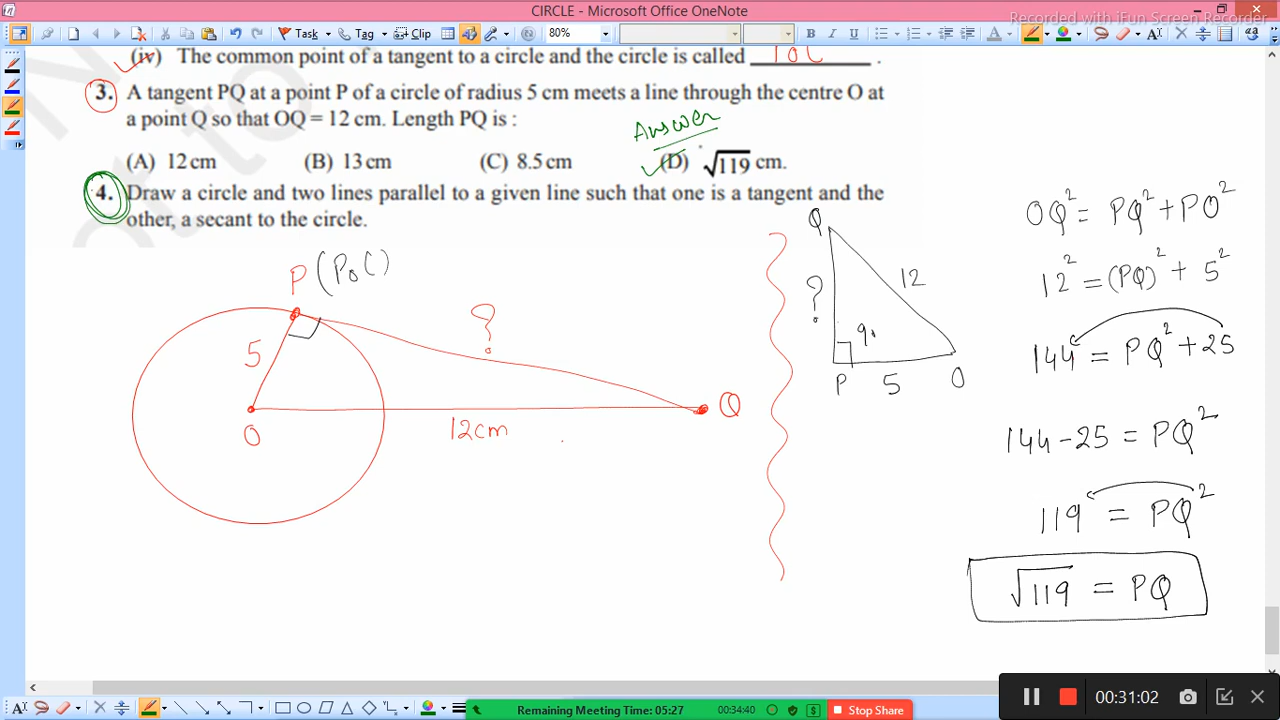 CIRCLE - Microsoft Office OneNote
Recorded with iFun Screen Recorder
Task Tag Clip 80% B I U
(iv) The common point of a tangent to a circle and the circle is called POC .
3. A tangent PQ at a point P of a circle of radius 5 cm meets a line through the centre O at
a point Q so that OQ = 12 cm. Length PQ is :
Answer
(A) 12 cm (B) 13 cm (C) 8.5 cm (D) √119 cm.
4. Draw a circle and two lines parallel to a given line such that one is a tangent and the
other, a secant to the circle.
P (POC)
5
?
O
12cm
Q
Q
?
12
90
P 5 O
OQ² = PQ² + PO²
12² = (PQ)² + 5²
144 = PQ² + 25
144 - 25 = PQ²
119 = PQ²
√119 = PQ
00:31:02
Remaining Meeting Time: 05:27 00:34:40 Stop Share